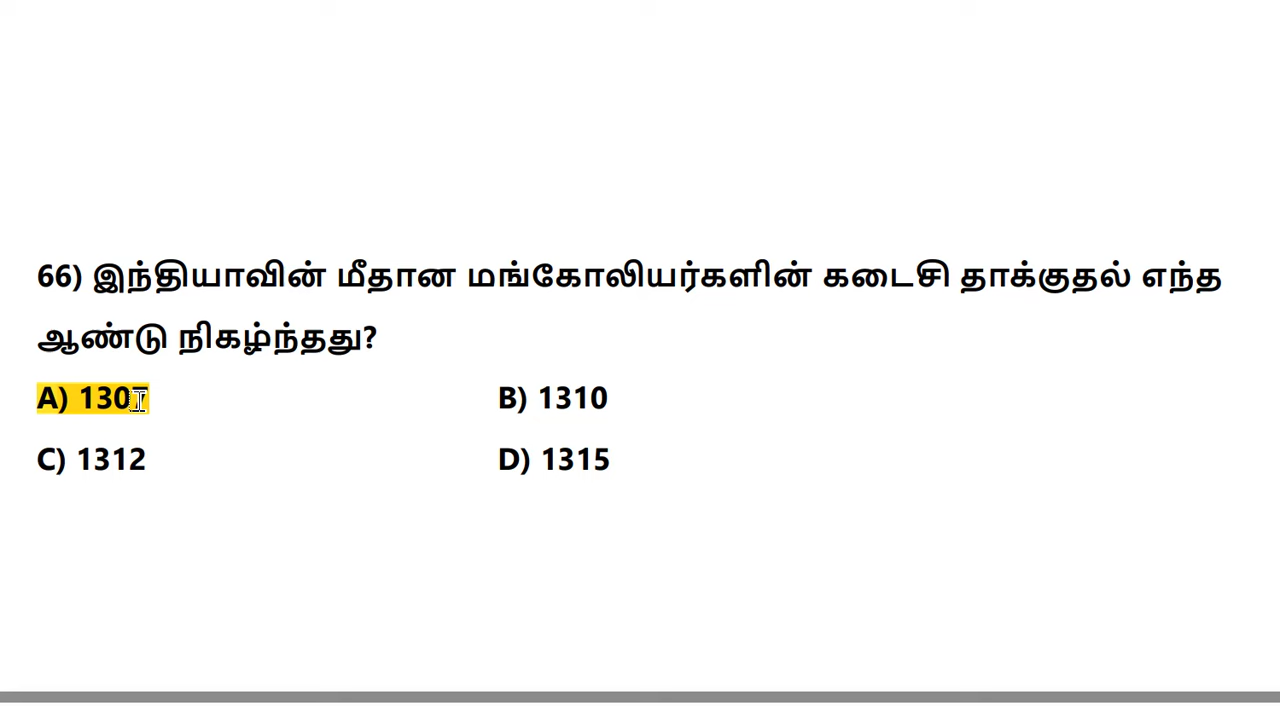 66) இந்தியாவின் மீதான மங்கோலியர்களின் கடைசி தாக்குதல் எந்த
ஆண்டு நிகழ்ந்தது?
A) 1307 B) 1310
C) 1312 D) 1315